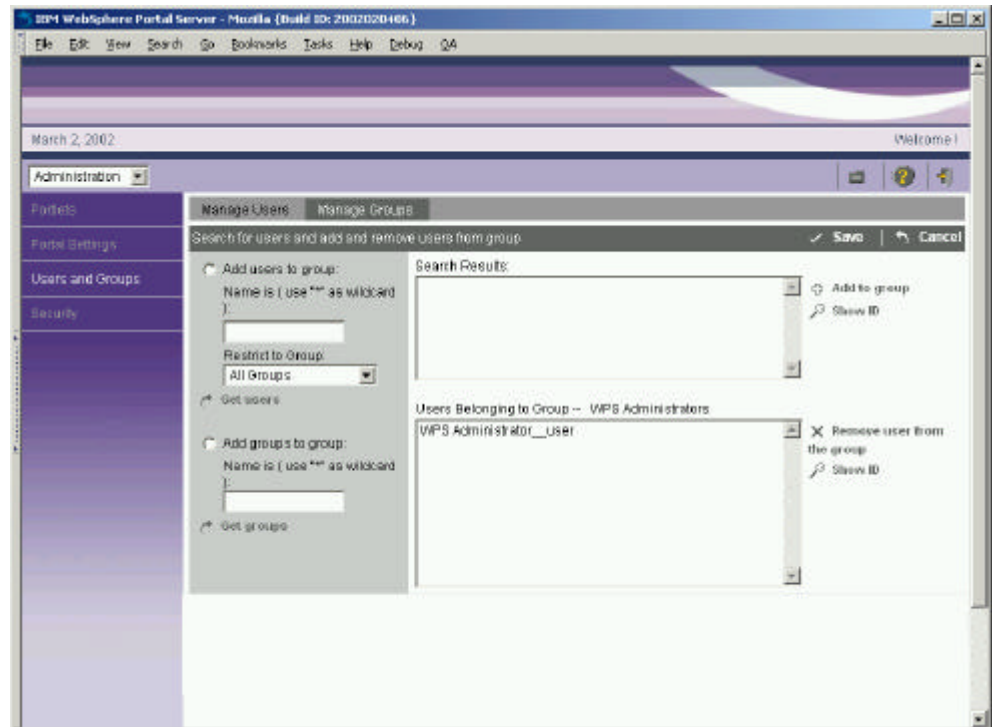 IBM WebSphere Portal Server - Mozilla {Build ID: 2002020406}
File Edit View Search Go Bookmarks Tasks Help Debug QA
March 2, 2002 Welcome !
Administration
Portlets
Portal Settings
Users and Groups
Security
Manage Users Manage Groups
Search for users and add and remove users from group Save Cancel
Add users to group:
Name is ( use "*" as wildcard
):
Restrict to Group:
All Groups
Get users
Add groups to group:
Name is ( use "*" as wildcard
):
Get groups
Search Results:
Add to group
Show ID
Users Belonging to Group -- WPS Administrators
WPS Administrator__user
Remove user from
the group
Show ID